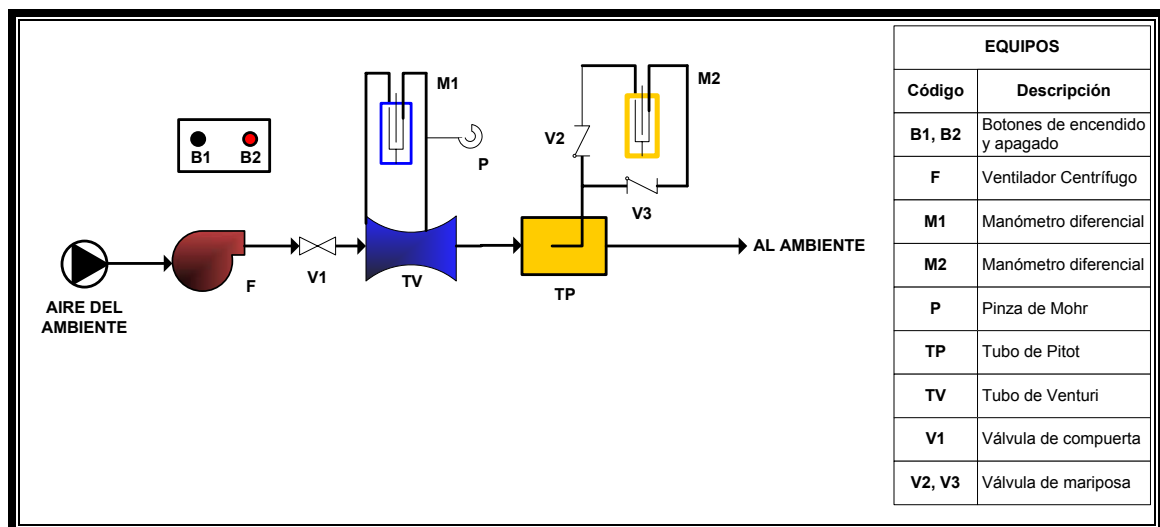 M1
M2
V2
B1 B2
P
V3
F
V1
TV
TP
AL AMBIENTE
AIRE DEL
AMBIENTE
EQUIPOS
Código Descripción
B1, B2 Botones de encendido
y apagado
F Ventilador Centrífugo
M1 Manómetro diferencial
M2 Manómetro diferencial
P Pinza de Mohr
TP Tubo de Pitot
TV Tubo de Venturi
V1 Válvula de compuerta
V2, V3 Válvula de mariposa